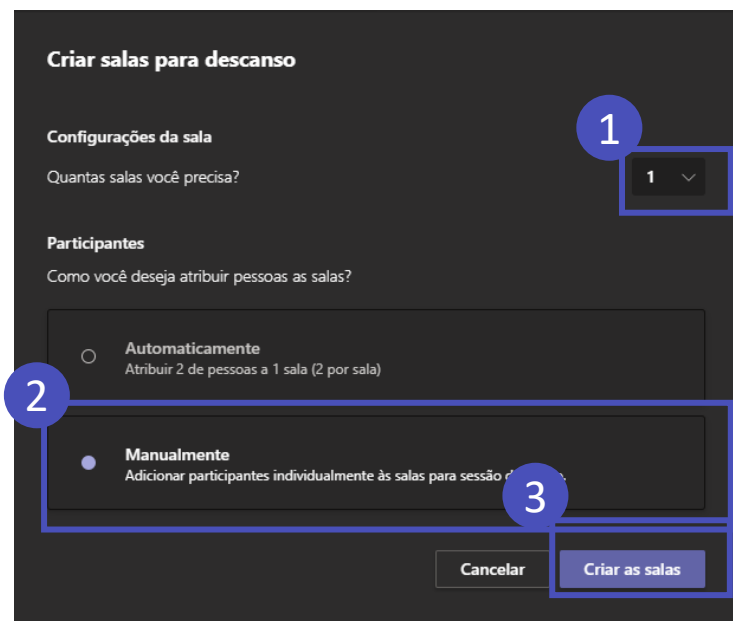 Criar salas para descanso
Configurações da sala
1
Quantas salas você precisa?
1
Participantes
Como você deseja atribuir pessoas as salas?
Automaticamente
Atribuir 2 de pessoas a 1 sala (2 por sala)
2
Manualmente
Adicionar participantes individualmente às salas para sessão
3
Cancelar
Criar as salas